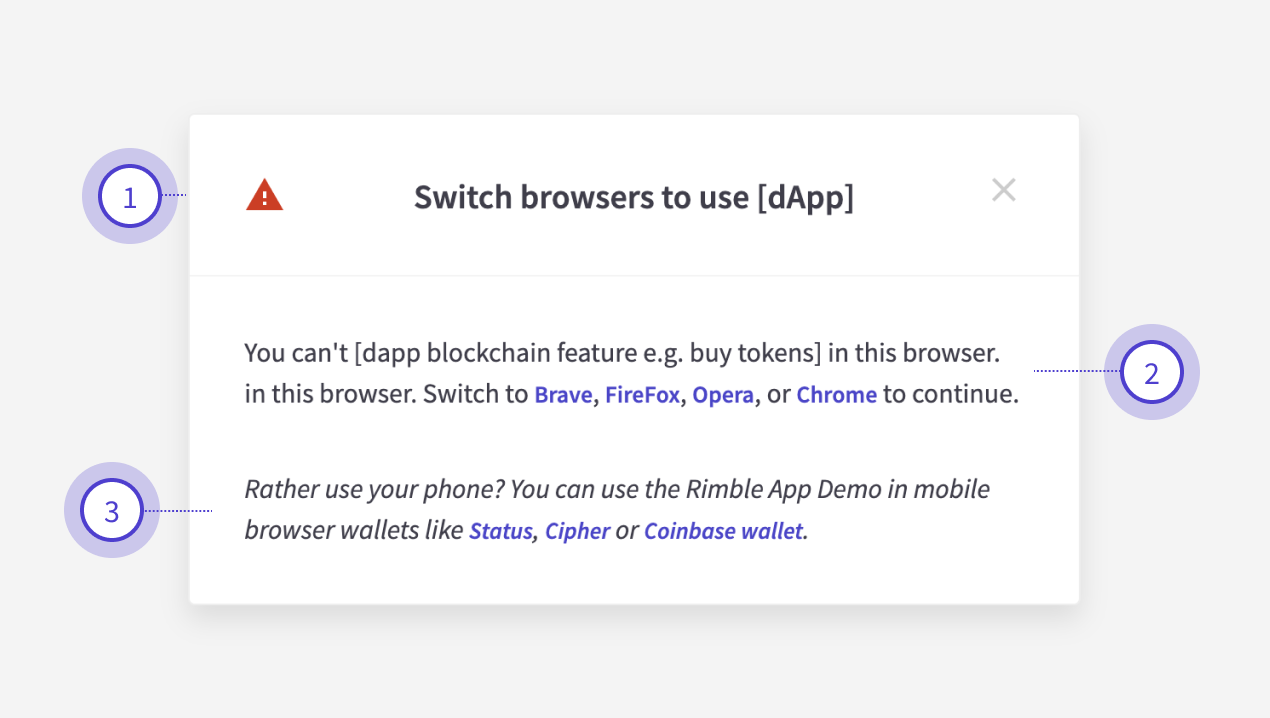 1
Switch browsers to use [dApp]
You can't [dapp blockchain feature e.g. buy tokens] in this browser.
in this browser. Switch to Brave, FireFox, Opera, or Chrome to continue.
2
3
Rather use your phone? You can use the Rimble App Demo in mobile
browser wallets like Status, Cipher or Coinbase wallet.